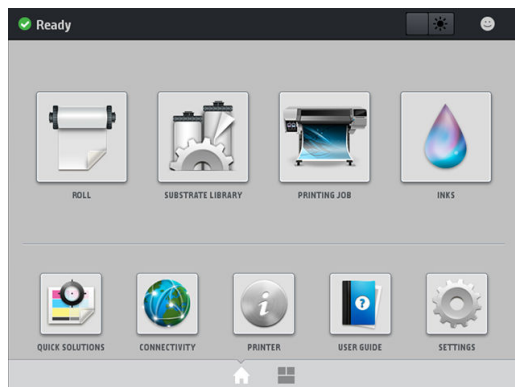 Ready
ROLL
SUBSTRATE LIBRARY
PRINTING JOB
INKS
QUICK SOLUTIONS
CONNECTIVITY
PRINTER
USER GUIDE
SETTINGS